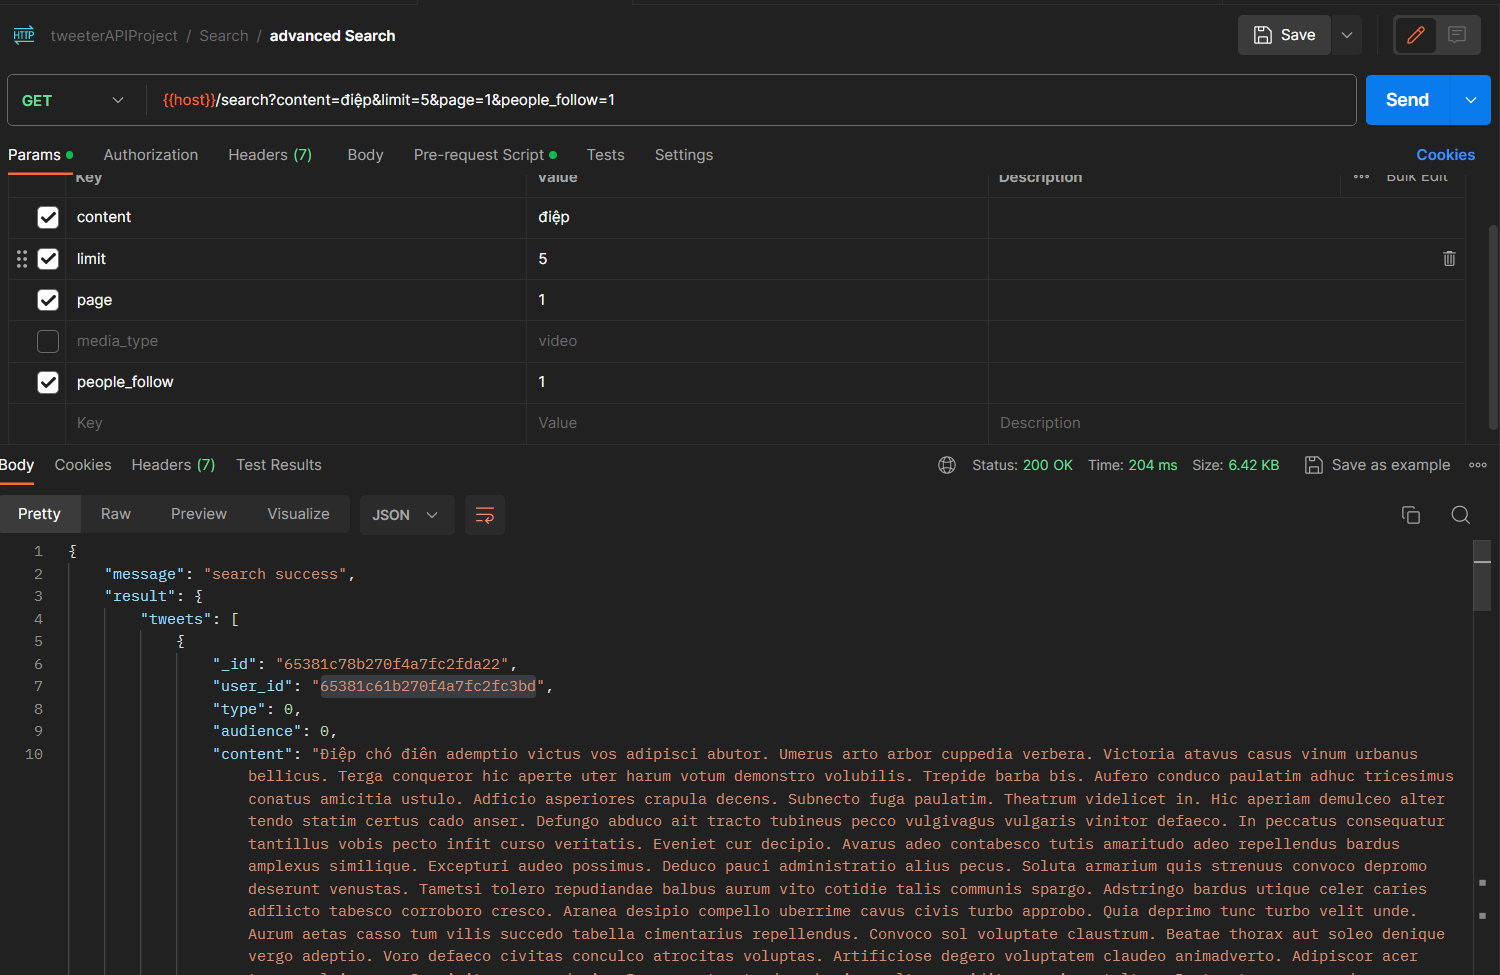 HTTP tweeterAPIProject / Search / advanced Search Save
GET {{host}}/search?content=điệp&limit=5&page=1&people_follow=1 Send
Params Authorization Headers (7) Body Pre-request Script Tests Settings Cookies
Key Value Description Bulk Edit
content điệp
limit 5
page 1
media_type video
people_follow 1
Key Value Description
Body Cookies Headers (7) Test Results Status: 200 OK Time: 204 ms Size: 6.42 KB Save as example
Pretty Raw Preview Visualize JSON
1 {
2 "message": "search success",
3 "result": {
4 "tweets": [
5 {
6 "_id": "65381c78b270f4a7fc2fda22",
7 "user_id": "65381c61b270f4a7fc2fc3bd",
8 "type": 0,
9 "audience": 0,
10 "content": "Điệp chó điên ademptio victus vos adipisci abutor. Umerus arto arbor cuppedia verbera. Victoria atavus casus vinum urbanus
bellicus. Terga conqueror hic aperte uter harum votum demonstro volubilis. Trepide barba bis. Aufero conduco paulatim adhuc tricesimus
conatus amicitia ustulo. Adficio asperiores crapula decens. Subnecto fuga paulatim. Theatrum videlicet in. Hic aperiam demulceo alter
tendo statim certus cado anser. Defungo abduco ait tracto tubineus pecco vulgivagus vulgaris vinitor defaeco. In peccatus consequatur
tantillus vobis pecto infit curso veritatis. Eveniet cur decipio. Avarus adeo contabesco tutis amaritudo adeo repellendus bardus
amplexus similique. Excepturi audeo possimus. Deduco pauci administratio alius pecus. Soluta armarium quis strenuus convoco depromo
deserunt venustas. Tametsi tolero repudiandae balbus aurum vito cotidie talis communis spargo. Adstringo bardus utique celer caries
adflicto tabesco corroboro cresco. Aranea desipio compello uberrime cavus civis turbo approbo. Quia deprimo tunc turbo velit unde.
Aurum aetas casso tum vilis succedo tabella cimentarius repellendus. Convoco sol voluptate claustrum. Beatae thorax aut soleo denique
vergo adeptio. Voro defaeco civitas conculco atrocitas voluptas. Artificiose degero voluptatem claudeo animadverto. Adipiscor acer